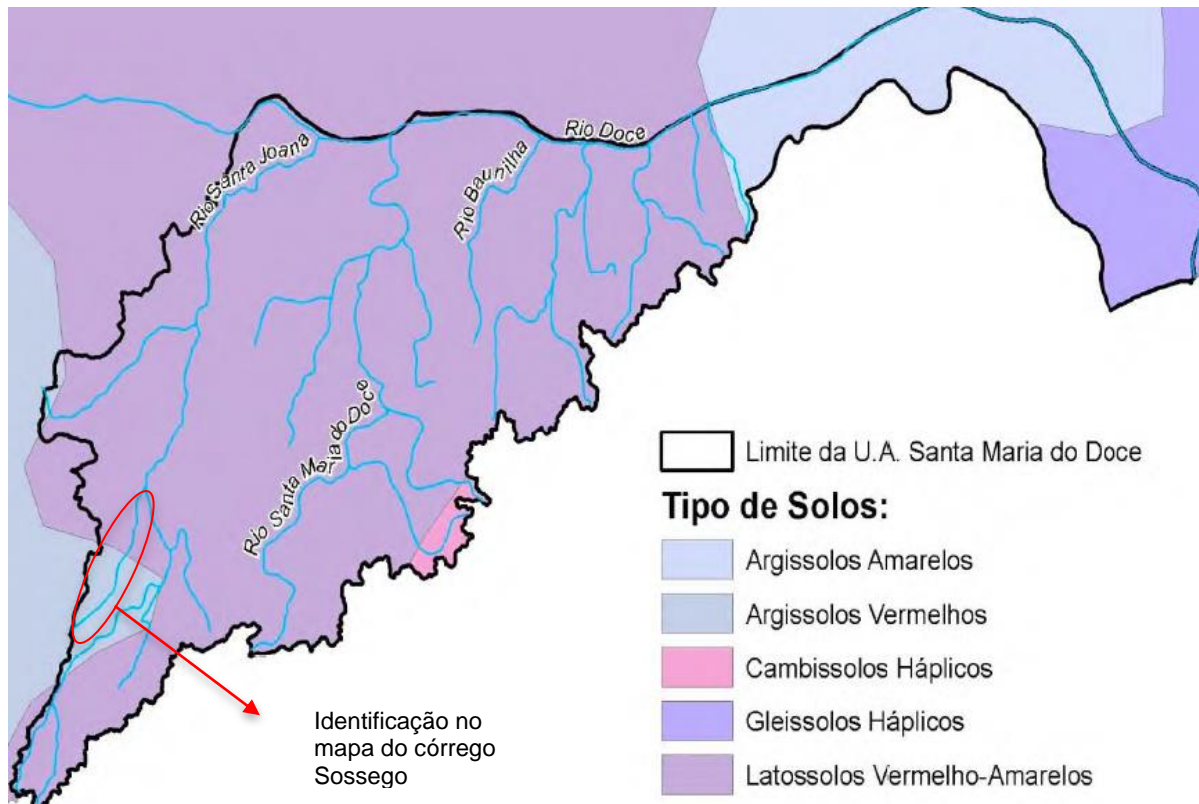 Rio Doce
Rio Santa Joana
Rio Baunilha
Rio Santa Maria do Doce
Limite da U.A. Santa Maria do Doce
Tipo de Solos:
Argissolos Amarelos
Argissolos Vermelhos
Cambissolos Háplicos
Gleissolos Háplicos
Latossolos Vermelho-Amarelos
Identificação no
mapa do córrego
Sossego